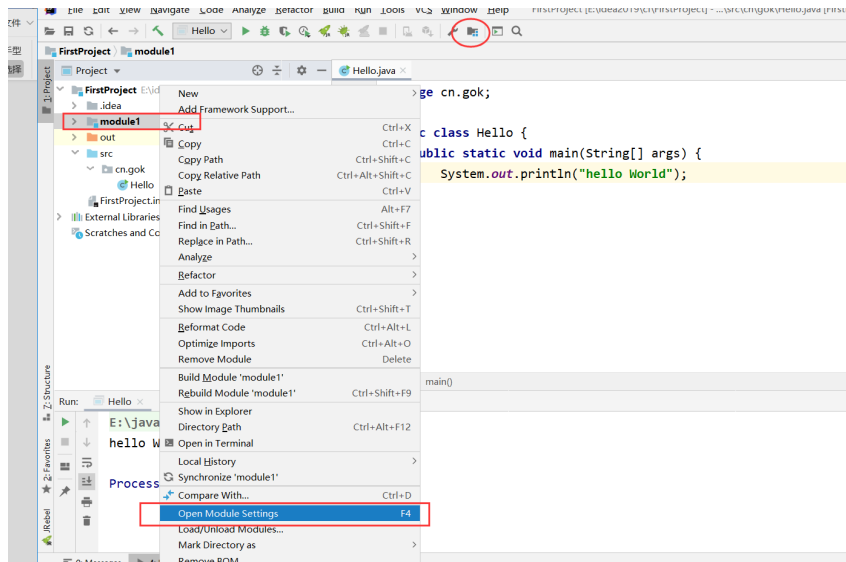 文件
File Edit View Navigate Code Analyze Refactor Build Run Tools VCS Window Help FirstProject [E:\idea2019\ci\FirstProject] - ...\src\cn\gok\Hello.java [First
Hello
FirstProject module1
Project
Hello.java
1: Project
FirstProject E:\id
.idea
module1
out
src
cn.gok
Hello
FirstProject.im
External Libraries
Scratches and Co
New
Add Framework Support...
Cut Ctrl+X
Copy Ctrl+C
Copy Path Ctrl+Shift+C
Copy Relative Path Ctrl+Alt+Shift+C
Paste Ctrl+V
Find Usages Alt+F7
Find in Path... Ctrl+Shift+F
Replace in Path... Ctrl+Shift+R
Analyze
Refactor
Add to Favorites
Show Image Thumbnails Ctrl+Shift+T
Reformat Code Ctrl+Alt+L
Optimize Imports Ctrl+Alt+O
Remove Module Delete
Build Module 'module1'
Rebuild Module 'module1' Ctrl+Shift+F9
Show in Explorer
Directory Path Ctrl+Alt+F12
Open in Terminal
Local History
Synchronize 'module1'
Compare With... Ctrl+D
Open Module Settings F4
Load/Unload Modules...
Mark Directory as
Remove BOM
ge cn.gok;
c class Hello {
ublic static void main(String[] args) {
System.out.println("hello World");
main()
Z: Structure
2: Favorites
JRebel
Run: Hello
E:\java
hello W
Process